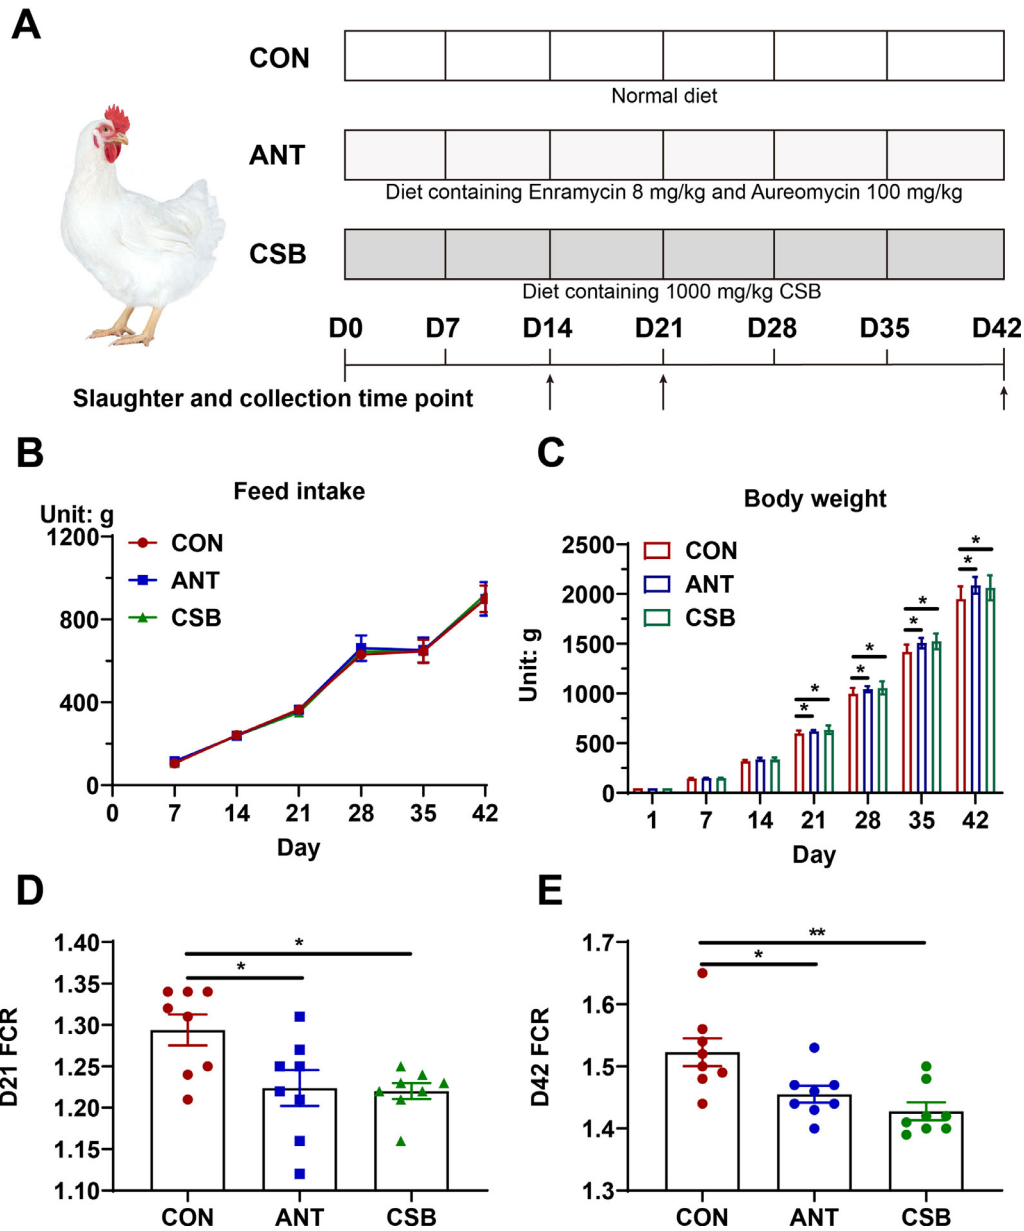 A
CON
Normal diet
ANT
Diet containing Enramycin 8 mg/kg and Aureomycin 100 mg/kg
CSB
Diet containing 1000 mg/kg CSB
D0 D7 D14 D21 D28 D35 D42
Slaughter and collection time point
B
Feed intake
Unit: g
1200
800
400
0
CON
ANT
CSB
0 7 14 21 28 35 42
Day
C
Body weight
Unit: g
2500
2000
1500
1000
500
0
CON
ANT
CSB
* *
* *
* *
* *
1 7 14 21 28 35 42
Day
D
D21 FCR
1.40
1.35
1.30
1.25
1.20
1.15
1.10
*
*
CON ANT CSB
E
D42 FCR
1.7
1.6
1.5
1.4
1.3
**
*
CON ANT CSB